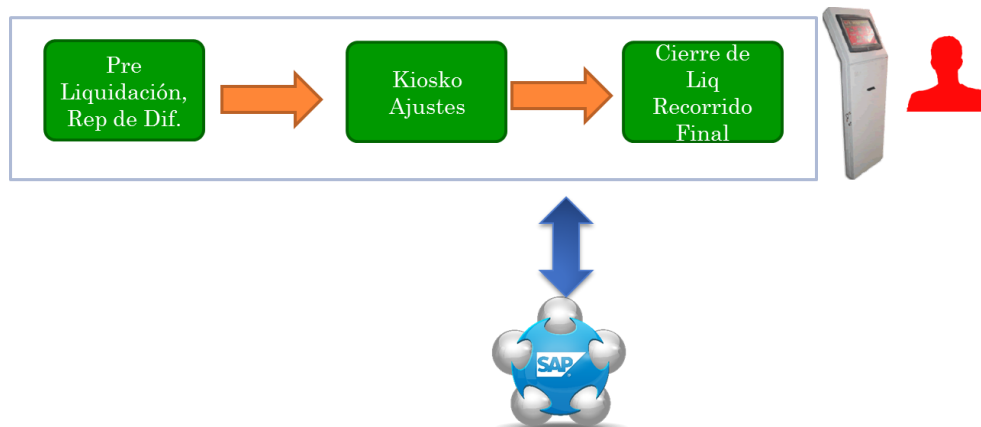 Pre
Liquidación,
Rep de Dif.
Kiosko
Ajustes
Cierre de
Liq
Recorrido
Final
SAP